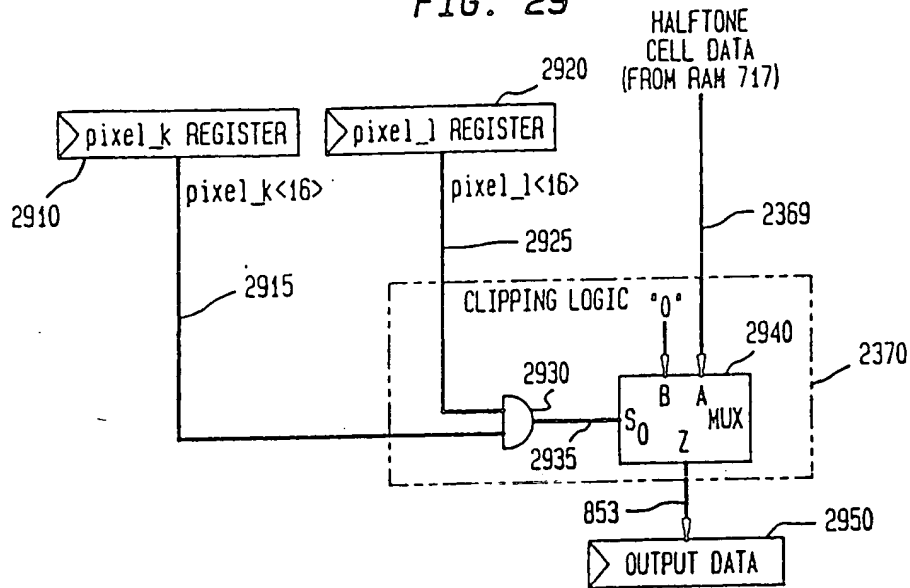 FIG. 29
HALFTONE
CELL DATA
(FROM RAM 717)
2920
pixel_k REGISTER
pixel_l REGISTER
2910
pixel_k<16>
pixel_l<16>
2369
2925
2915
CLIPPING LOGIC "0"
2940
2930
2370
B A
S0 MUX
Z
2935
853
2950
OUTPUT DATA